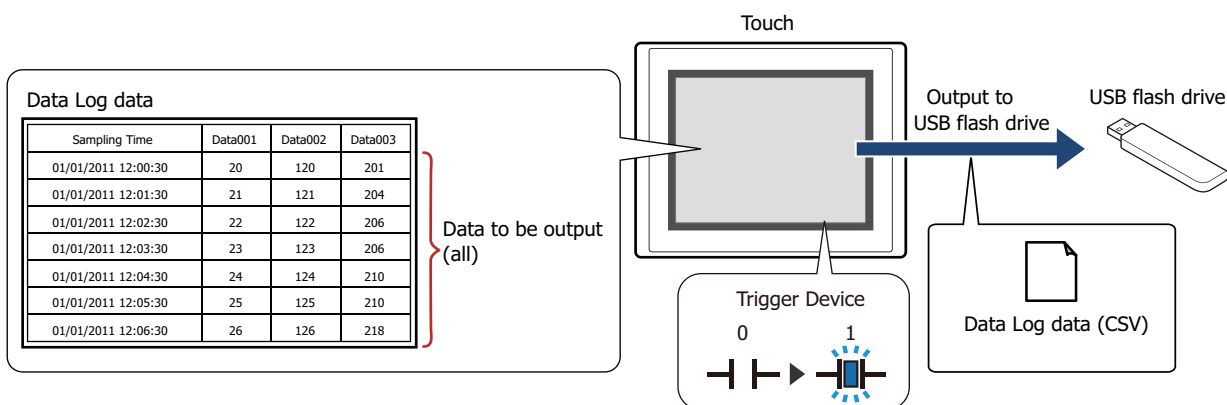 Touch
Data Log data
Sampling Time Data001 Data002 Data003
01/01/2011 12:00:30 20 120 201
01/01/2011 12:01:30 21 121 204
01/01/2011 12:02:30 22 122 206
01/01/2011 12:03:30 23 123 206
01/01/2011 12:04:30 24 124 210
01/01/2011 12:05:30 25 125 210
01/01/2011 12:06:30 26 126 218
Data to be output
(all)
Output to
USB flash drive
USB flash drive
Trigger Device
0 1
Data Log data (CSV)